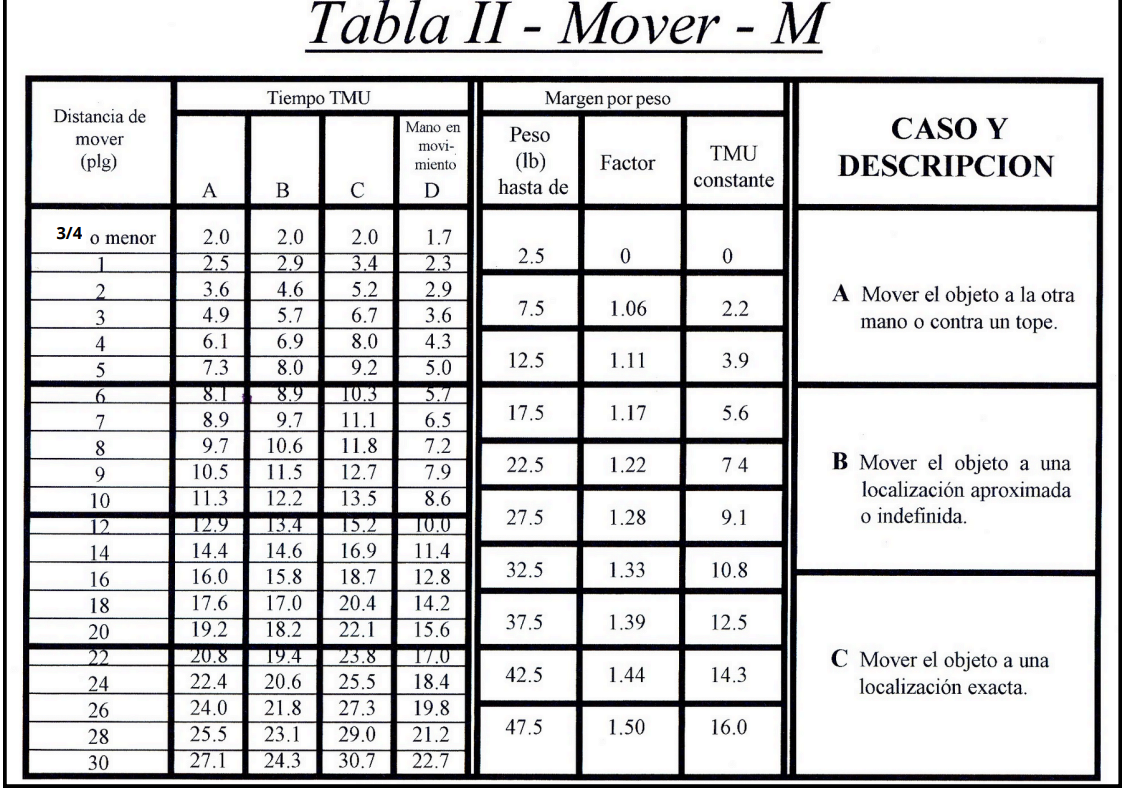 Tabla II - Mover - M
Distancia de
mover
(plg)
Tiempo TMU
A
B
C
Mano en
movi-
miento
D
Margen por peso
Peso
(lb)
hasta de
Factor
TMU
constante
CASO Y
DESCRIPCION
3/4 o menor 2.0 2.0 2.0 1.7
1 2.5 2.9 3.4 2.3
2 3.6 4.6 5.2 2.9
3 4.9 5.7 6.7 3.6
4 6.1 6.9 8.0 4.3
5 7.3 8.0 9.2 5.0
6 8.1 8.9 10.3 5.7
7 8.9 9.7 11.1 6.5
8 9.7 10.6 11.8 7.2
9 10.5 11.5 12.7 7.9
10 11.3 12.2 13.5 8.6
12 12.9 13.4 15.2 10.0
14 14.4 14.6 16.9 11.4
16 16.0 15.8 18.7 12.8
18 17.6 17.0 20.4 14.2
20 19.2 18.2 22.1 15.6
22 20.8 19.4 23.8 17.0
24 22.4 20.6 25.5 18.4
26 24.0 21.8 27.3 19.8
28 25.5 23.1 29.0 21.2
30 27.1 24.3 30.7 22.7
2.5 0 0
7.5 1.06 2.2
12.5 1.11 3.9
17.5 1.17 5.6
22.5 1.22 7 4
27.5 1.28 9.1
32.5 1.33 10.8
37.5 1.39 12.5
42.5 1.44 14.3
47.5 1.50 16.0
A Mover el objeto a la otra
mano o contra un tope.
B Mover el objeto a una
localización aproximada
o indefinida.
C Mover el objeto a una
localización exacta.